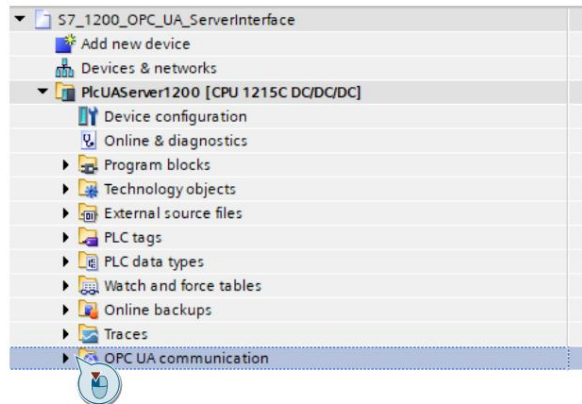 S7_1200_OPC_UA_ServerInterface
Add new device
Devices & networks
PlcUAServer1200 [CPU 1215C DC/DC/DC]
Device configuration
Online & diagnostics
Program blocks
Technology objects
External source files
PLC tags
PLC data types
Watch and force tables
Online backups
Traces
OPC UA communication